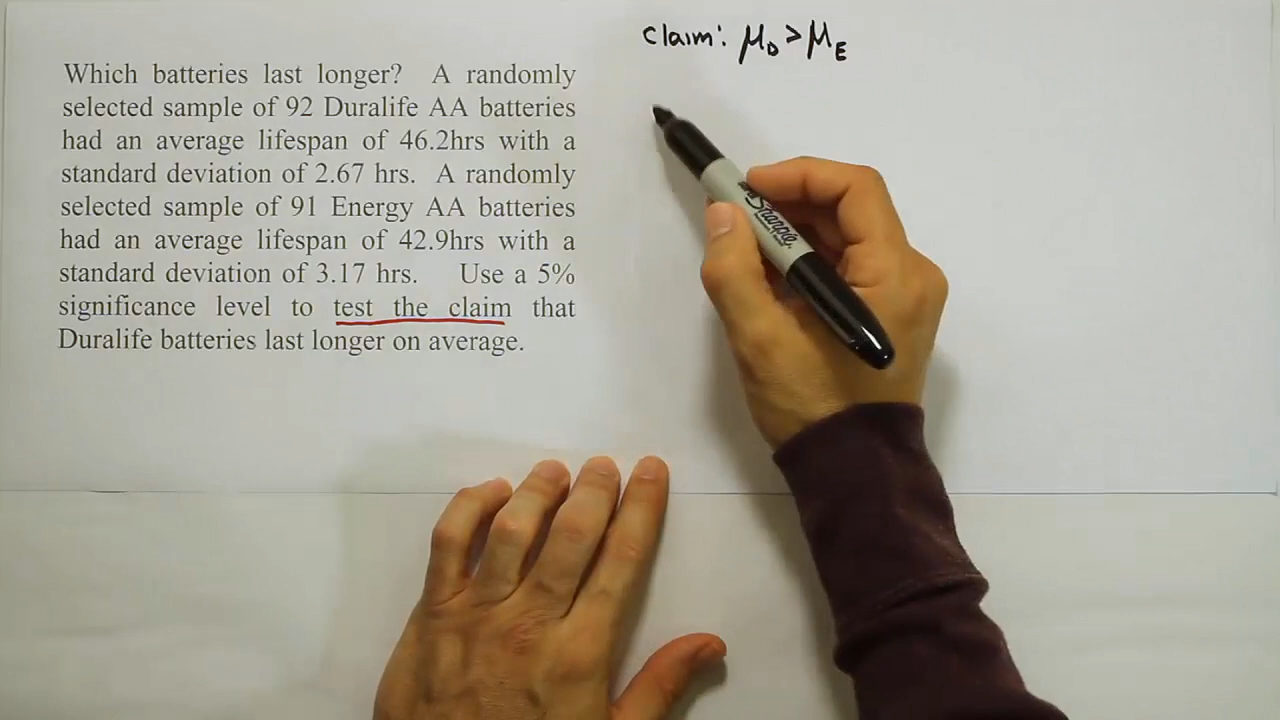 claim: μD > μE
Which batteries last longer? A randomly
selected sample of 92 Duralife AA batteries
had an average lifespan of 46.2hrs with a
standard deviation of 2.67 hrs. A randomly
selected sample of 91 Energy AA batteries
had an average lifespan of 42.9hrs with a
standard deviation of 3.17 hrs. Use a 5%
significance level to test the claim that
Duralife batteries last longer on average.
Sharpie